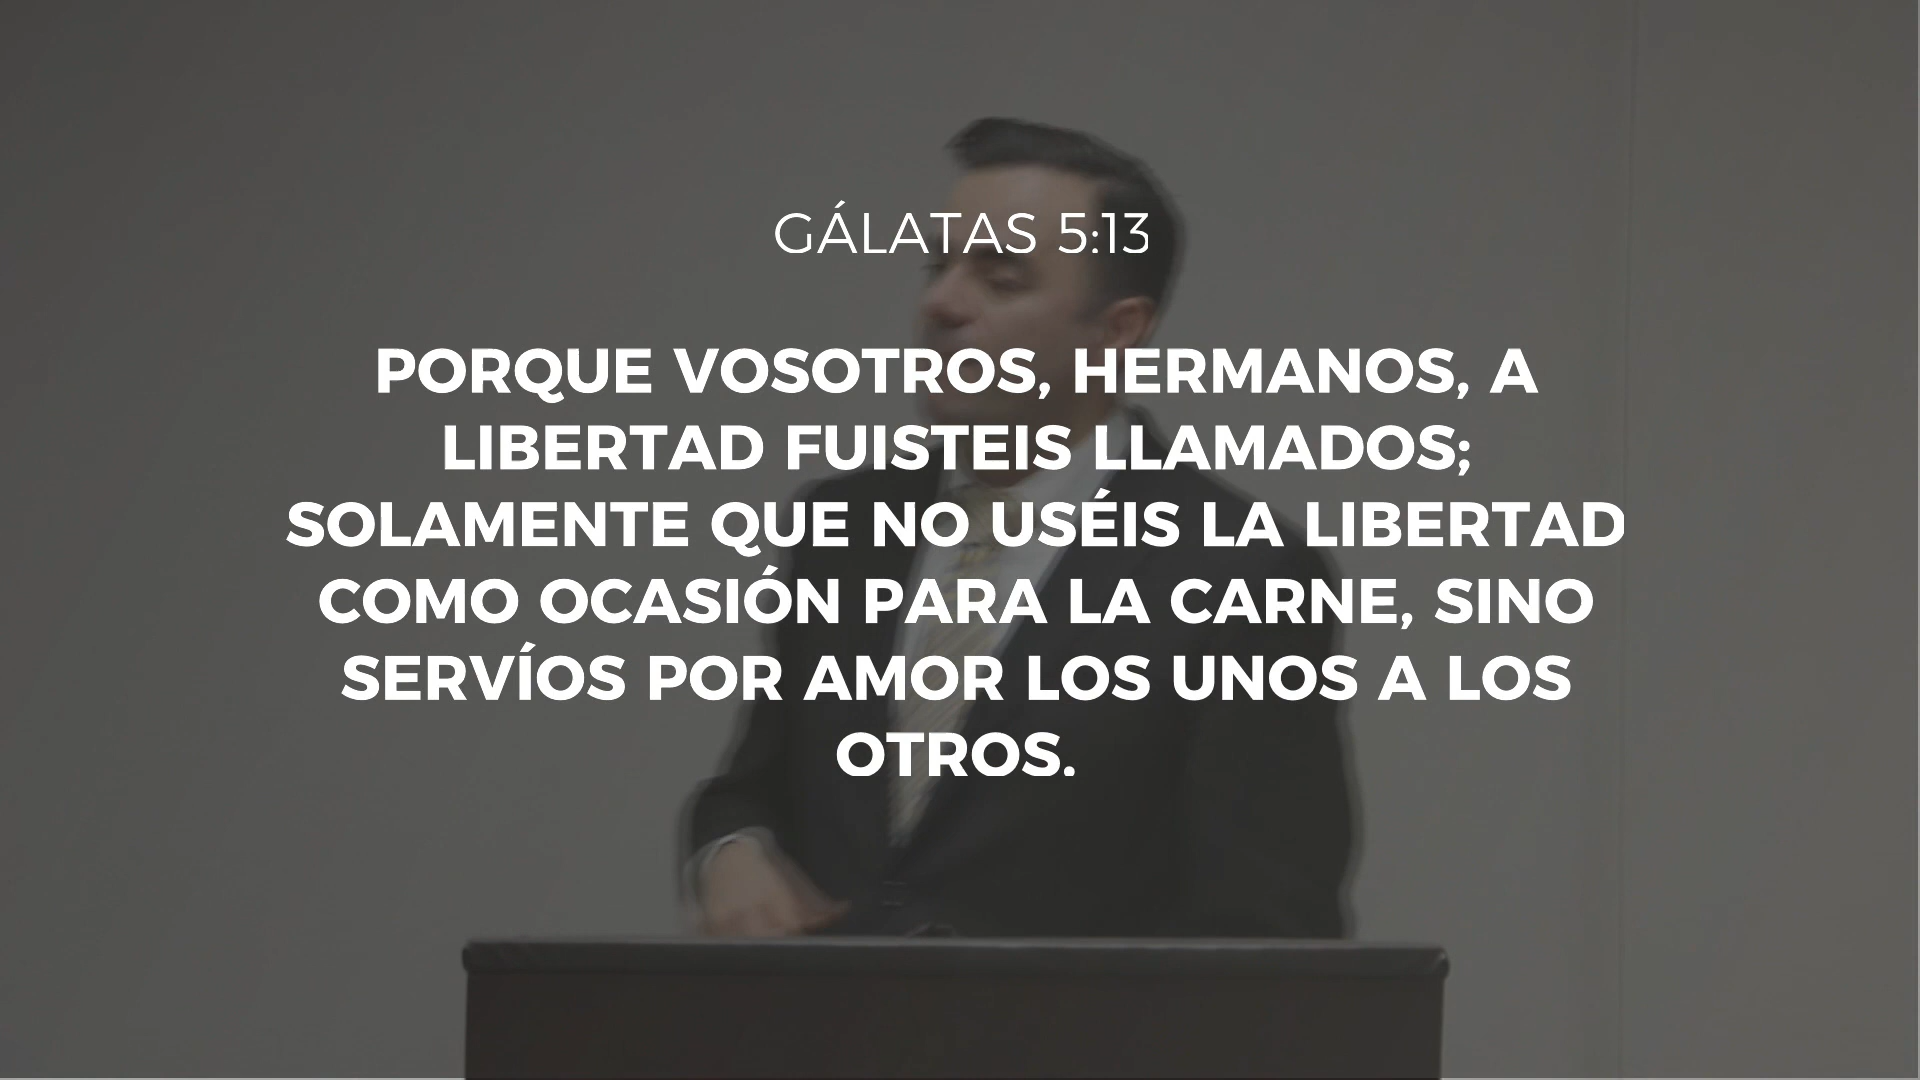 GÁLATAS 5:13
PORQUE VOSOTROS, HERMANOS, A
LIBERTAD FUISTEIS LLAMADOS;
SOLAMENTE QUE NO USÉIS LA LIBERTAD
COMO OCASIÓN PARA LA CARNE, SINO
SERVÍOS POR AMOR LOS UNOS A LOS
OTROS.